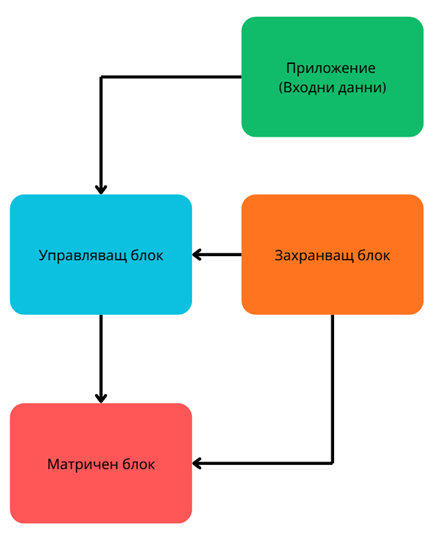 Приложение
(Входни данни)
Управляващ блок
Захранващ блок
Матричен блок